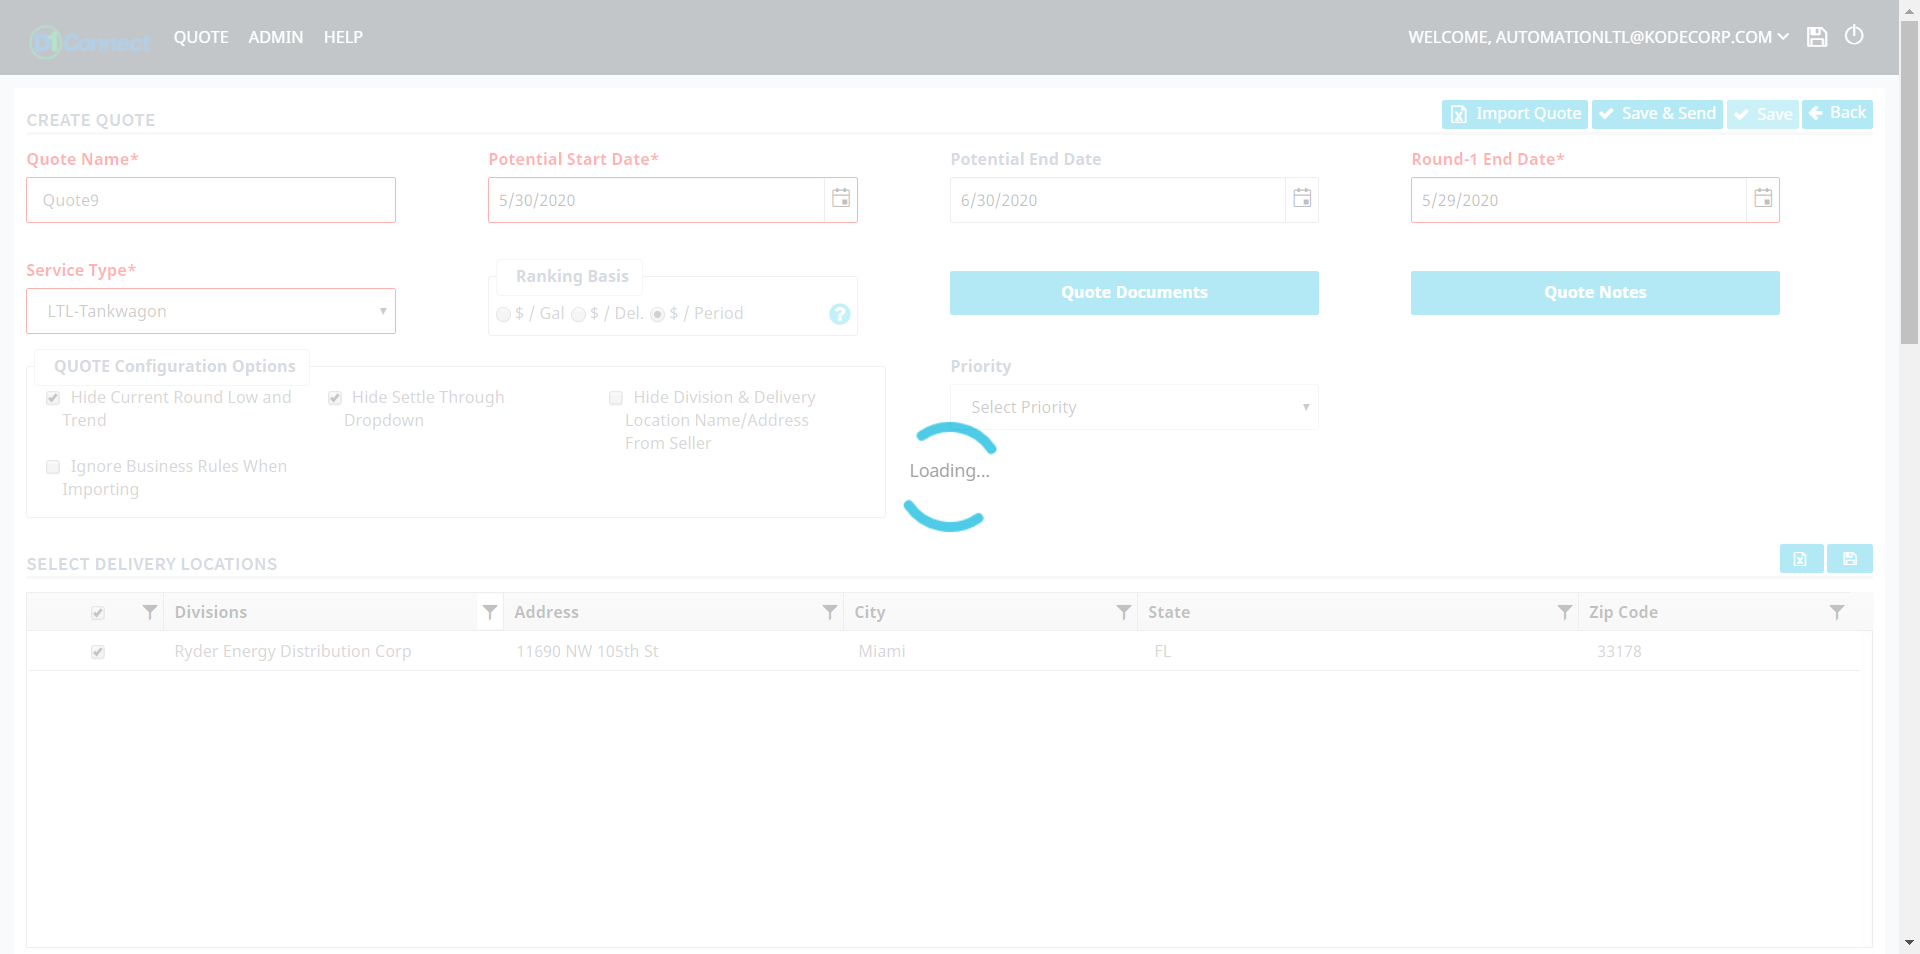 D1Connect QUOTE ADMIN HELP WELCOME, AUTOMATIONLTL@KODECORP.COM
CREATE QUOTE Import Quote Save & Send Save Back
Quote Name* Potential Start Date* Potential End Date Round-1 End Date*
Quote9 5/30/2020 6/30/2020 5/29/2020
Service Type* Ranking Basis
LTL-Tankwagon $ / Gal $ / Del. $ / Period ? Quote Documents Quote Notes
QUOTE Configuration Options Priority
Hide Current Round Low and Hide Settle Through Hide Division & Delivery Select Priority
Trend Dropdown Location Name/Address
From Seller
Ignore Business Rules When Loading...
Importing
SELECT DELIVERY LOCATIONS
Divisions Address City State Zip Code
Ryder Energy Distribution Corp 11690 NW 105th St Miami FL 33178